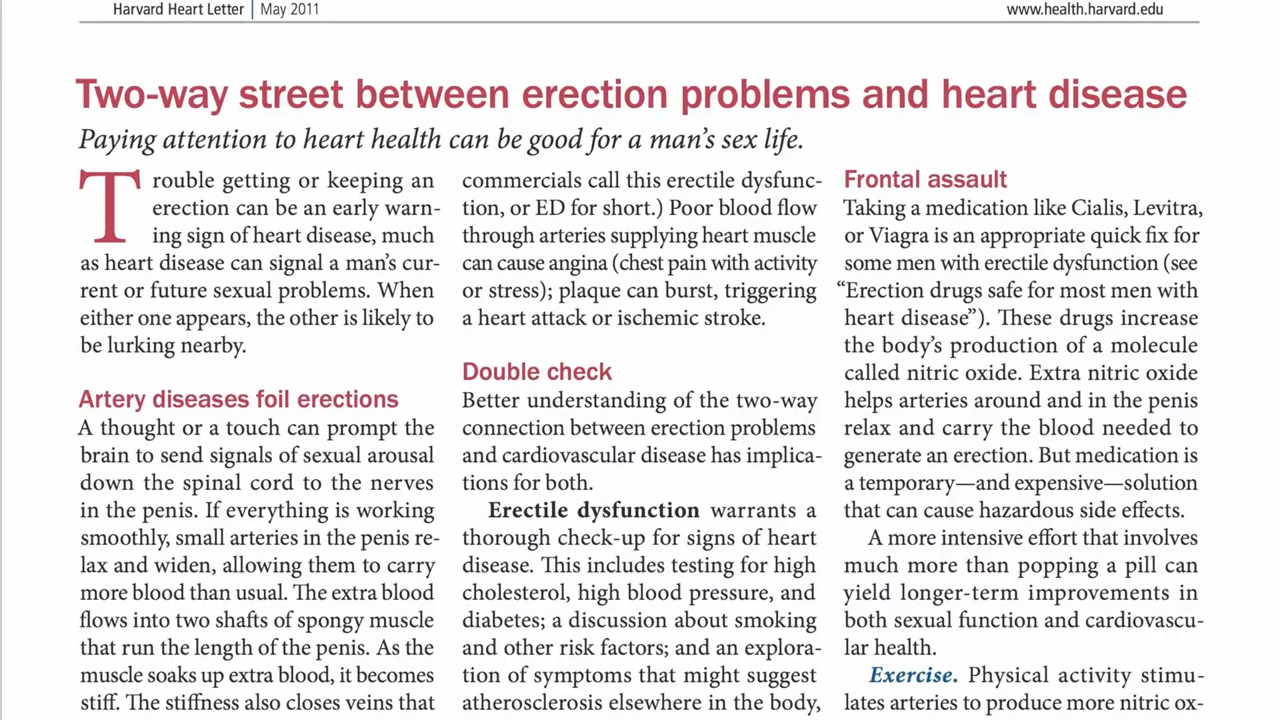 Harvard Heart Letter | May 2011
www.health.harvard.edu
Two-way street between erection problems and heart disease
Paying attention to heart health can be good for a man’s sex life.
Trouble getting or keeping an
erection can be an early warn-
ing sign of heart disease, much
as heart disease can signal a man’s cur-
rent or future sexual problems. When
either one appears, the other is likely to
be lurking nearby.
Artery diseases foil erections
A thought or a touch can prompt the
brain to send signals of sexual arousal
down the spinal cord to the nerves
in the penis. If everything is working
smoothly, small arteries in the penis re-
lax and widen, allowing them to carry
more blood than usual. The extra blood
flows into two shafts of spongy muscle
that run the length of the penis. As the
muscle soaks up extra blood, it becomes
stiff. The stiffness also closes veins that
commercials call this erectile dysfunc-
tion, or ED for short.) Poor blood flow
through arteries supplying heart muscle
can cause angina (chest pain with activity
or stress); plaque can burst, triggering
a heart attack or ischemic stroke.
Double check
Better understanding of the two-way
connection between erection problems
and cardiovascular disease has implica-
tions for both.
Erectile dysfunction warrants a
thorough check-up for signs of heart
disease. This includes testing for high
cholesterol, high blood pressure, and
diabetes; a discussion about smoking
and other risk factors; and an explora-
tion of symptoms that might suggest
atherosclerosis elsewhere in the body,
Frontal assault
Taking a medication like Cialis, Levitra,
or Viagra is an appropriate quick fix for
some men with erectile dysfunction (see
“Erection drugs safe for most men with
heart disease”). These drugs increase
the body’s production of a molecule
called nitric oxide. Extra nitric oxide
helps arteries around and in the penis
relax and carry the blood needed to
generate an erection. But medication is
a temporary—and expensive—solution
that can cause hazardous side effects.
A more intensive effort that involves
much more than popping a pill can
yield longer-term improvements in
both sexual function and cardiovascu-
lar health.
Exercise. Physical activity stimu-
lates arteries to produce more nitric ox-